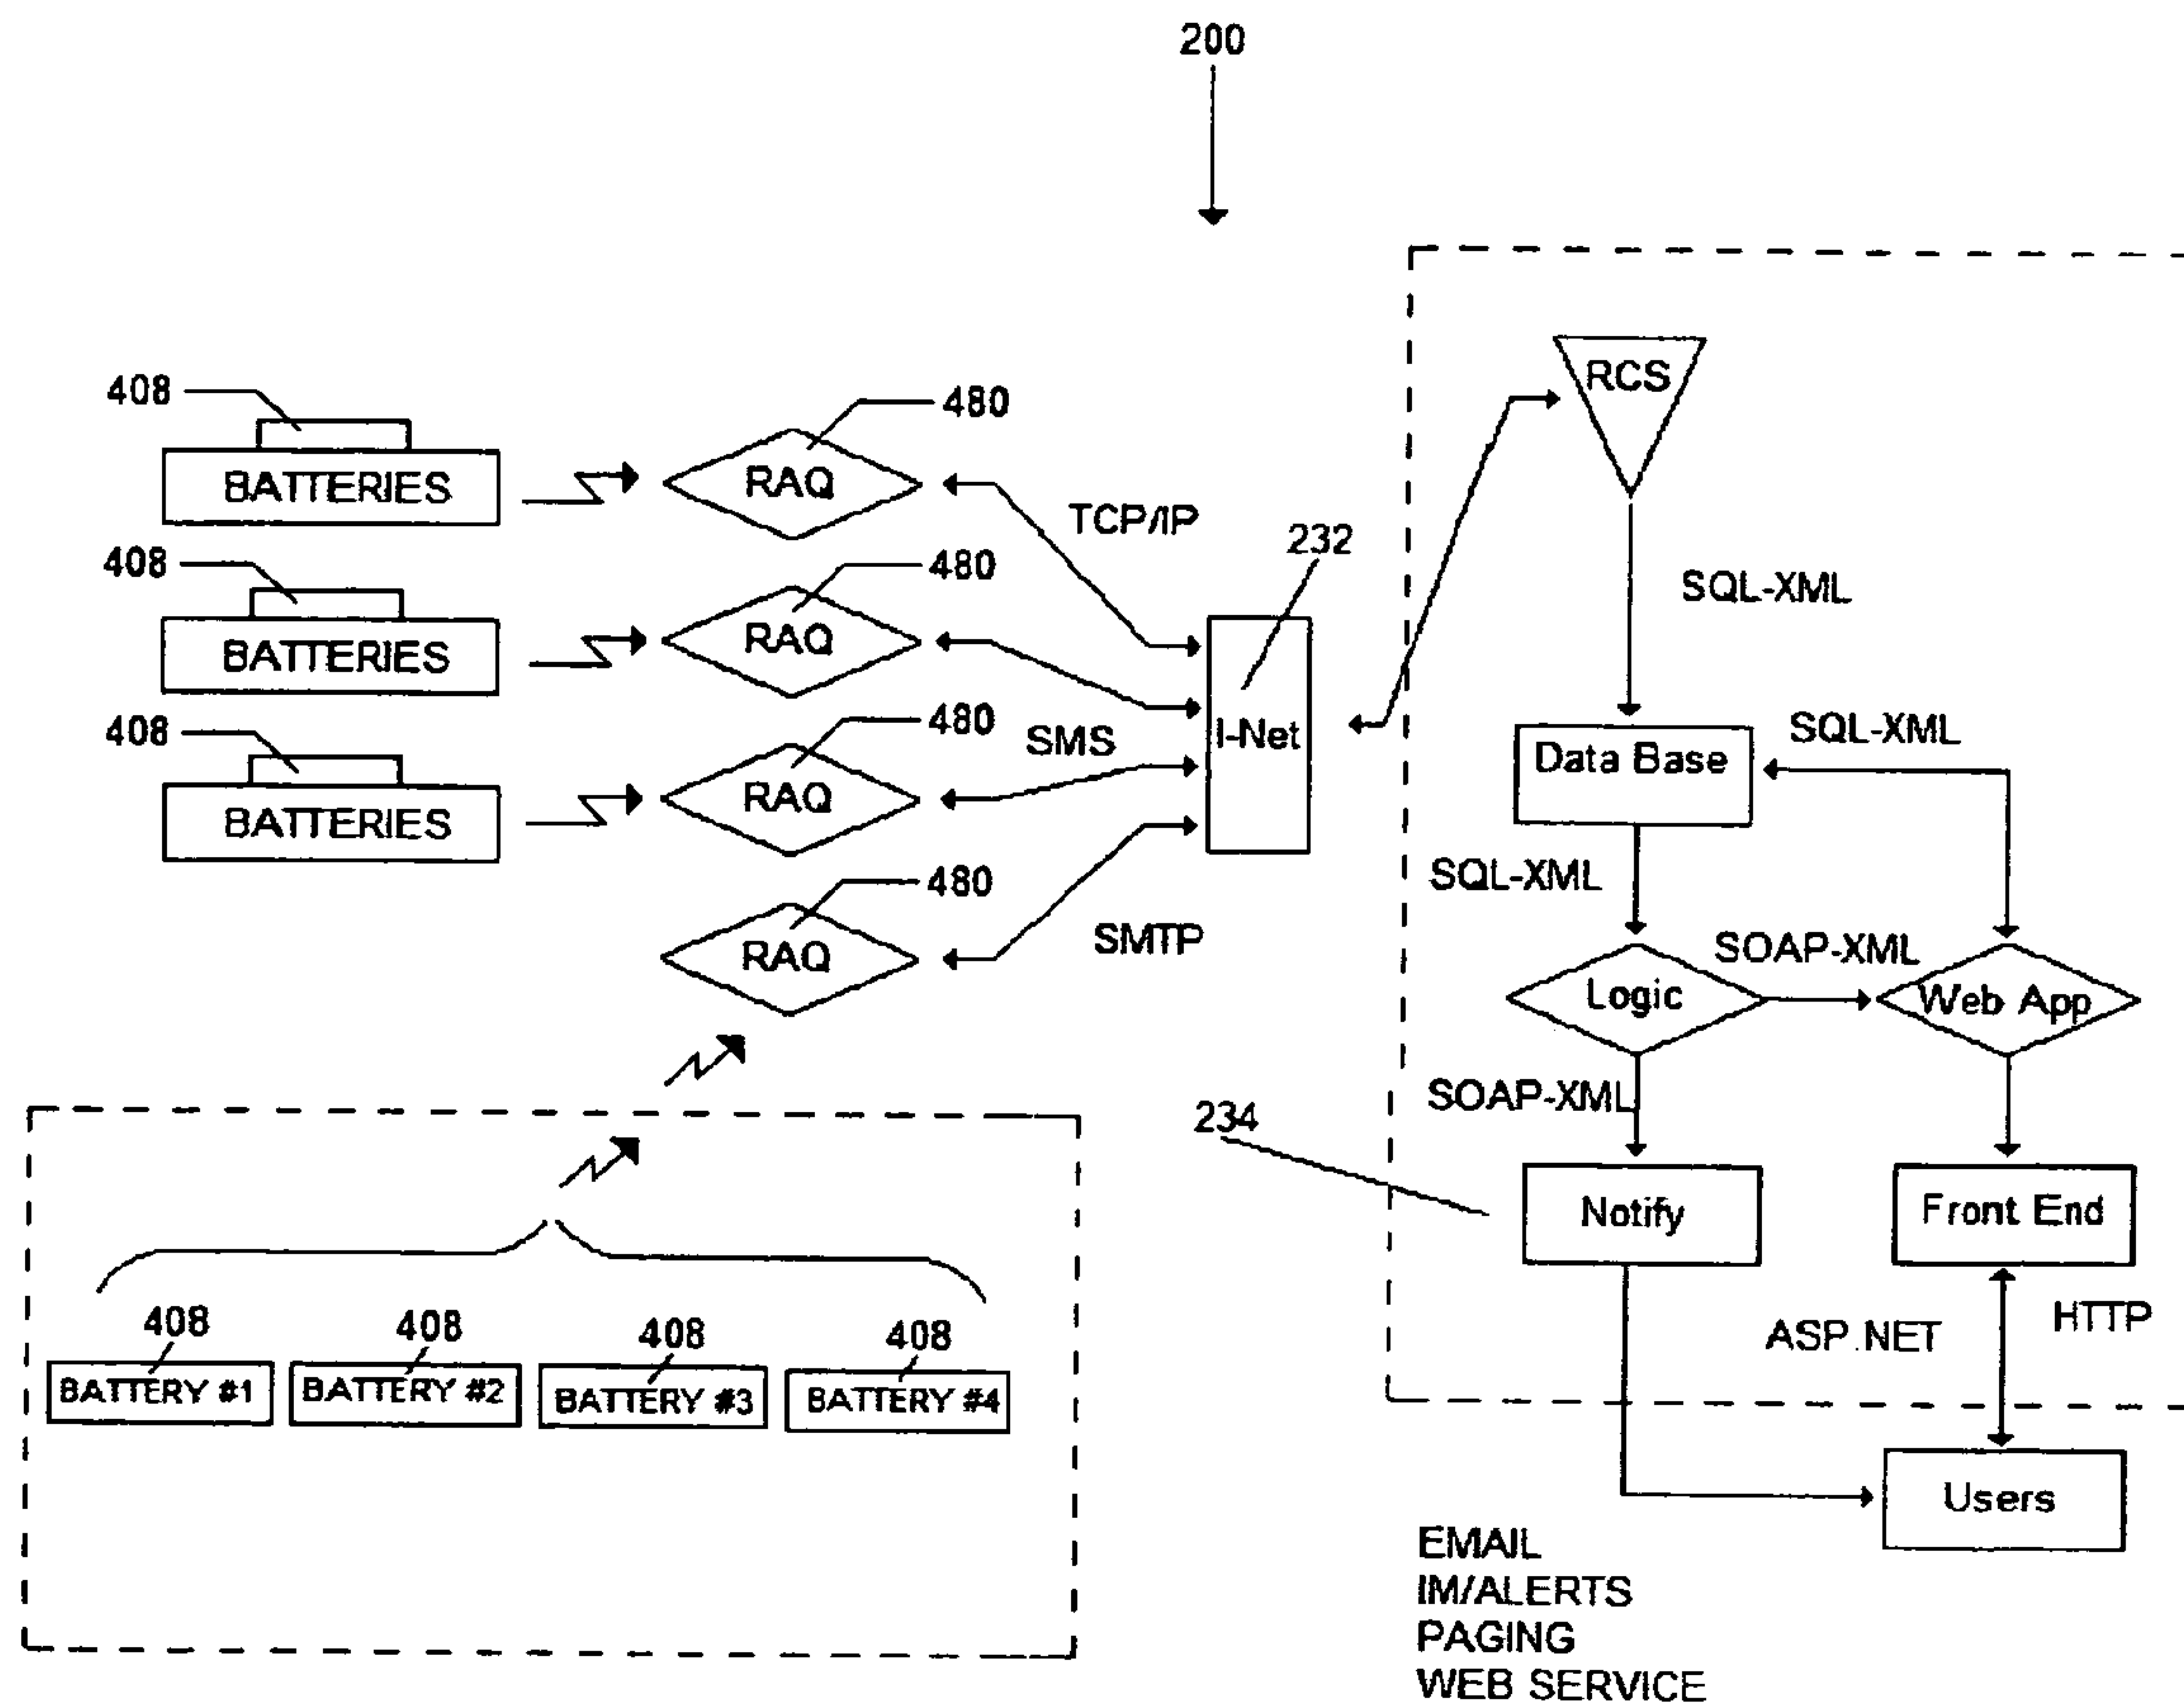 200
408
480
BATTERIES
RAQ
TCP/IP
232
408
480
BATTERIES
RAQ
408
480
SMS
I-Net
BATTERIES
RAQ
480
RAQ
SMTP
RCS
SQL-XML
Data Base
SQL-XML
SQL-XML
SOAP-XML
Logic
Web App
SOAP-XML
234
Notify
Front End
ASP.NET
HTTP
Users
408
408
408
408
BATTERY #1
BATTERY #2
BATTERY #3
BATTERY #4
EMAIL
IM/ALERTS
PAGING
WEB SERVICE